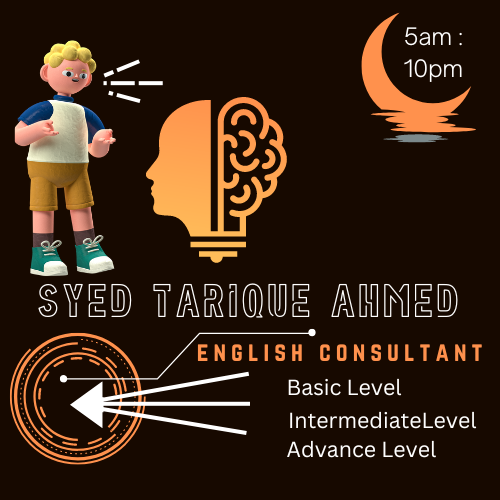 5am :
10pm
SYED TARiQUE AHMED
ENGLISH CONSULTANT
Basic Level
IntermediateLevel
Advance Level